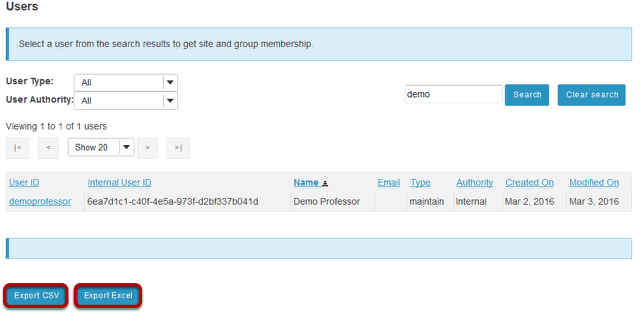 Users
Select a user from the search results to get site and group membership.
User Type: All
User Authority: All
demo Search Clear search
Viewing 1 to 1 of 1 users
|< < Show 20 > >|
User ID Internal User ID Name Email Type Authority Created On Modified On
demoprofessor 6ea7d1c1-c40f-4e5a-973f-d2bf337b041d Demo Professor maintain Internal Mar 2, 2016 Mar 3, 2016
Export CSV Export Excel